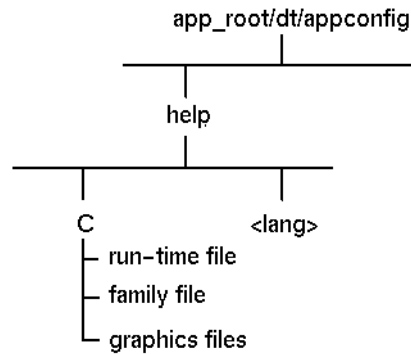 app_root/dt/appconfig
help
C
<lang>
run-time file
family file
graphics files